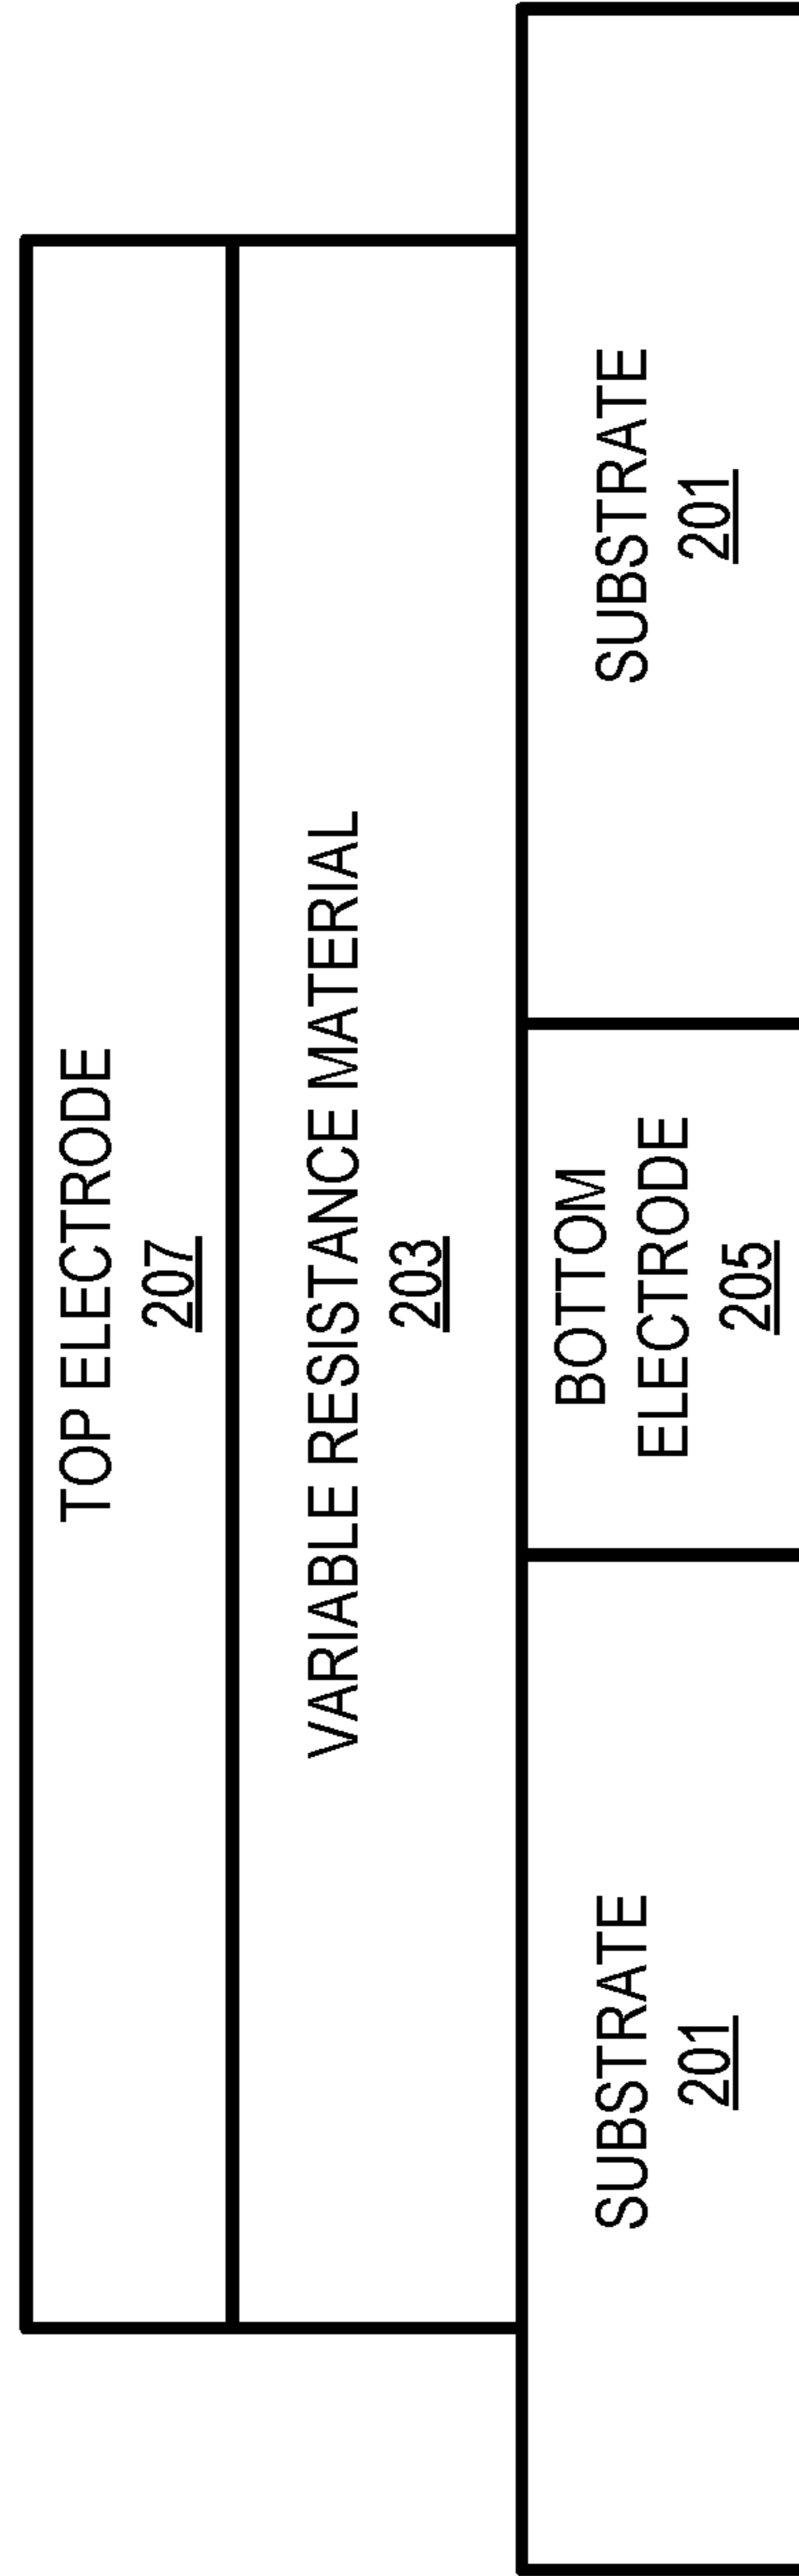 TOP ELECTRODE
207
VARIABLE RESISTANCE MATERIAL
203
SUBSTRATE
201
BOTTOM
ELECTRODE
205
SUBSTRATE
201